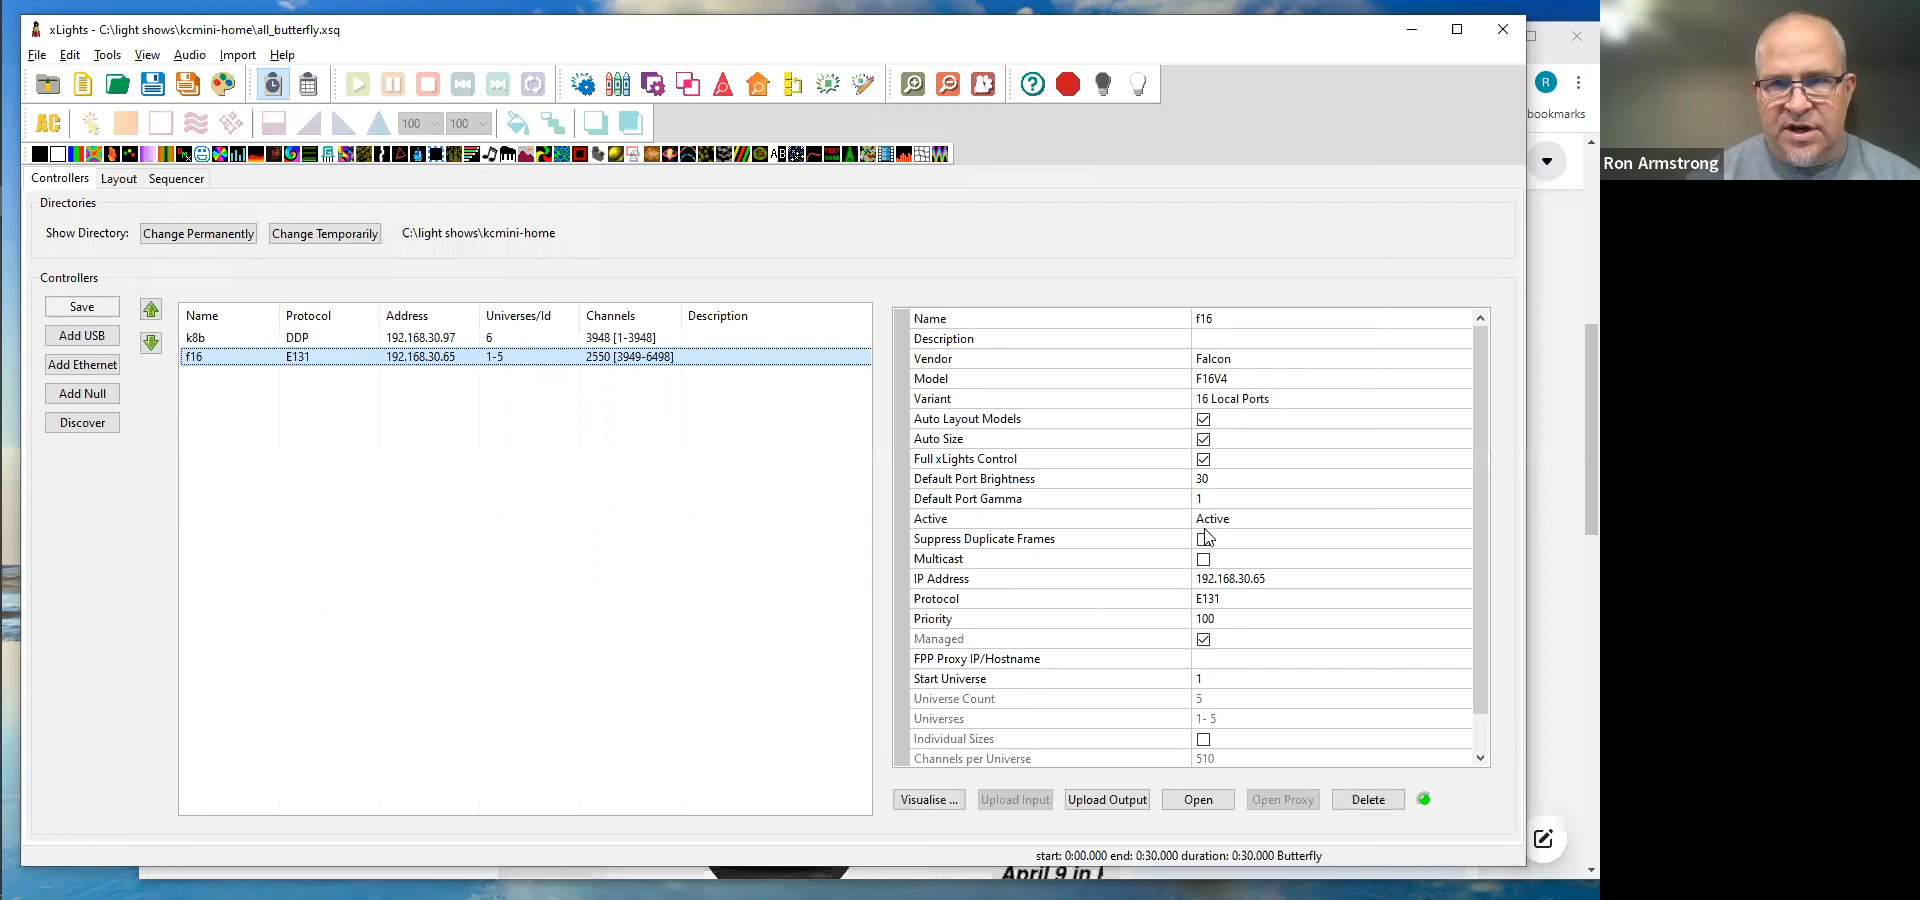 xLights - C:\light shows\kcmini-home\all_butterfly.xsq
File Edit Tools View Audio Import Help
AC 100 100
R
bookmarks
Ron Armstrong
Controllers Layout Sequencer
Directories
Show Directory: Change Permanently Change Temporarily C:\light shows\kcmini-home
Controllers
Save
Add USB
Add Ethernet
Add Null
Discover
Name Protocol Address Universes/Id Channels Description
k8b DDP 192.168.30.97 6 3948 [1-3948]
f16 E131 192.168.30.65 1-5 2550 [3949-6498]
Name f16
Description
Vendor Falcon
Model F16V4
Variant 16 Local Ports
Auto Layout Models
Auto Size
Full xLights Control
Default Port Brightness 30
Default Port Gamma 1
Active Active
Suppress Duplicate Frames
Multicast
IP Address 192.168.30.65
Protocol E131
Priority 100
Managed
FPP Proxy IP/Hostname
Start Universe 1
Universe Count 5
Universes 1- 5
Individual Sizes
Channels per Universe 510
Visualise ... Upload Input Upload Output Open Open Proxy Delete
start: 0:00.000 end: 0:30.000 duration: 0:30.000 Butterfly
April 9 in